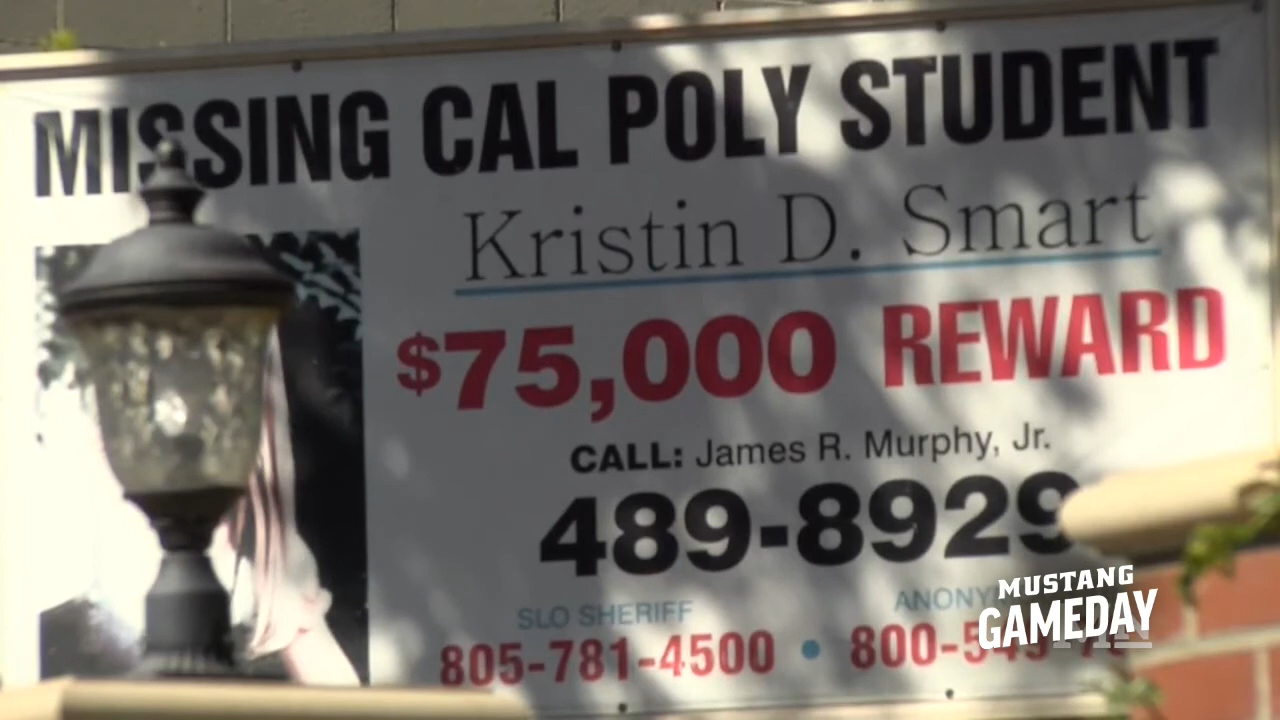 MISSING CAL POLY STUDENT
Kristin D. Smart
$75,000 REWARD
CALL: James R. Murphy, Jr.
489-8929
SLO SHERIFF
805-781-4500 •
MUSTANG
GAMEDAY